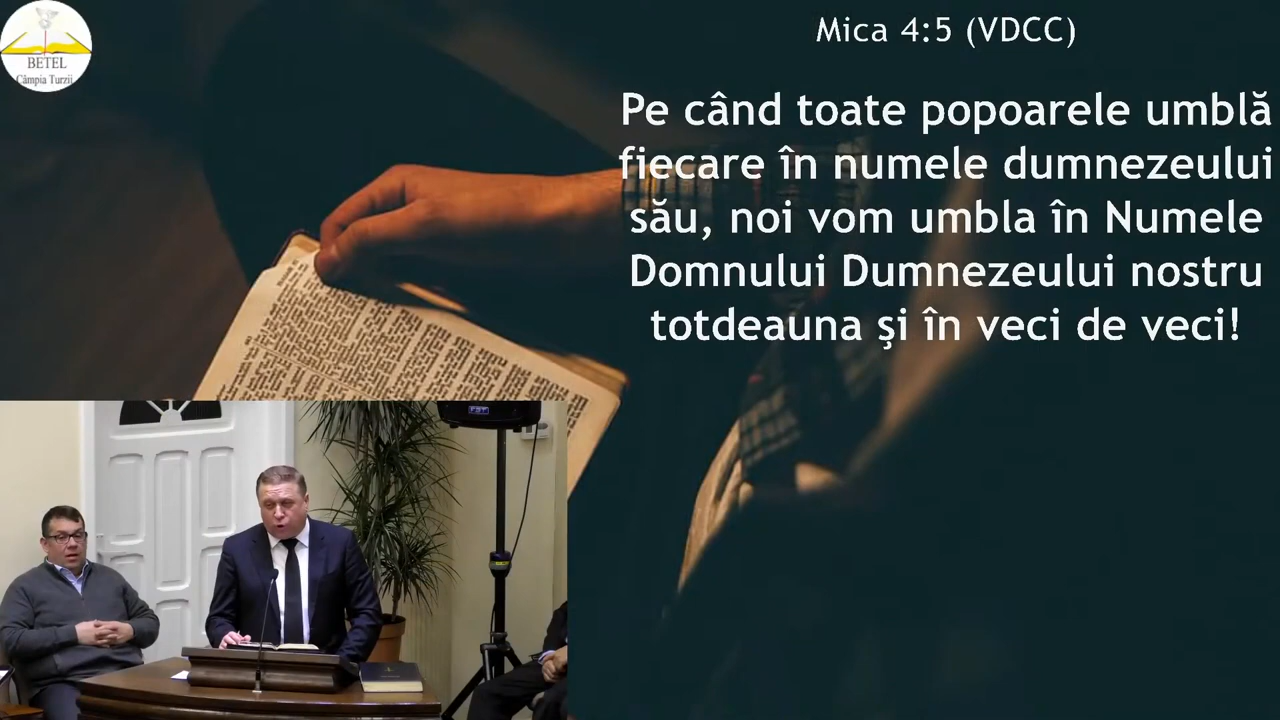 BETEL
Câmpia Turzii
Mica 4:5 (VDCC)
Pe când toate popoarele umblă
fiecare în numele dumnezeului
său, noi vom umbla în Numele
Domnului Dumnezeului nostru
totdeauna şi în veci de veci!